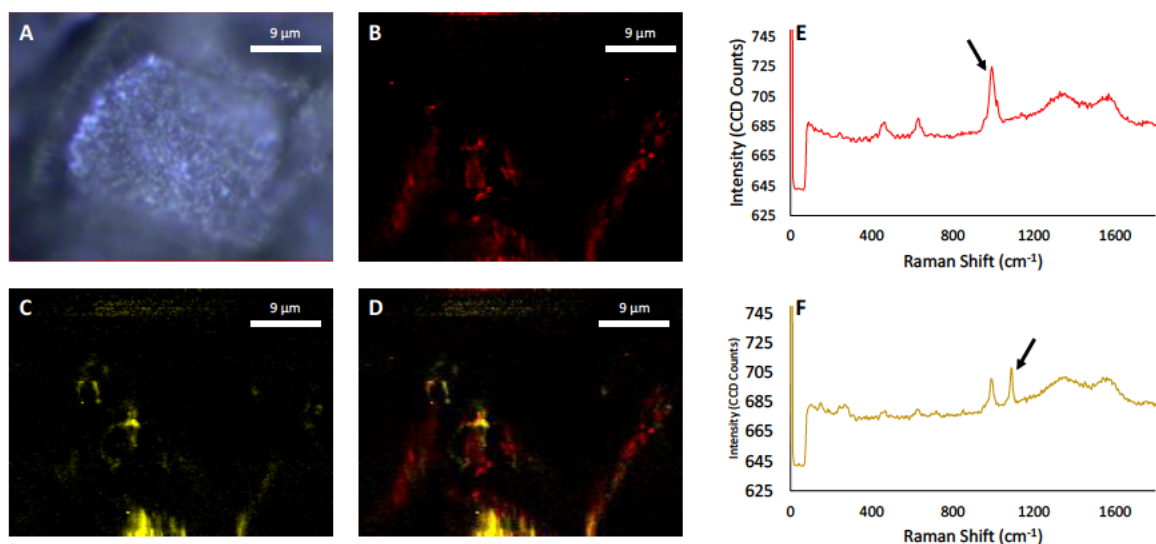 A
9 µm
B
9 µm
E
745
725
705
685
665
645
625
Intensity (CCD Counts)
0
400
800
1200
1600
Raman Shift (cm⁻¹)
C
9 µm
D
9 µm
F
745
725
705
685
665
645
625
Intensity (CCD Counts)
0
400
800
1200
1600
Raman Shift (cm⁻¹)